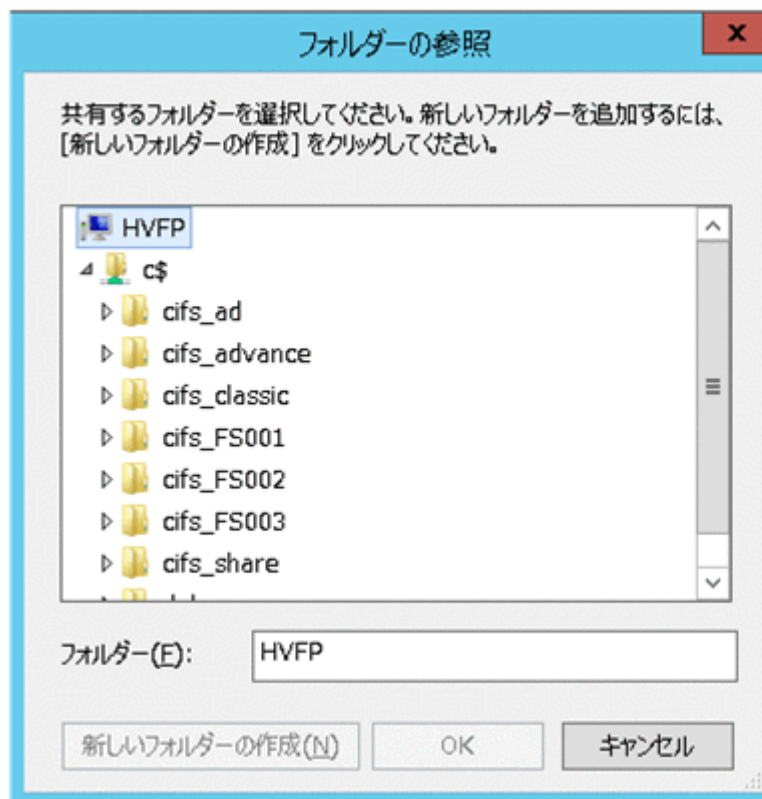 フォルダーの参照
共有するフォルダーを選択してください。新しいフォルダーを追加するには、
[新しいフォルダーの作成] をクリックしてください。
HVFP
c$
cifs_ad
cifs_advance
cifs_classic
cifs_FS001
cifs_FS002
cifs_FS003
cifs_share
フォルダー(F): HVFP
新しいフォルダーの作成(N) OK キャンセル